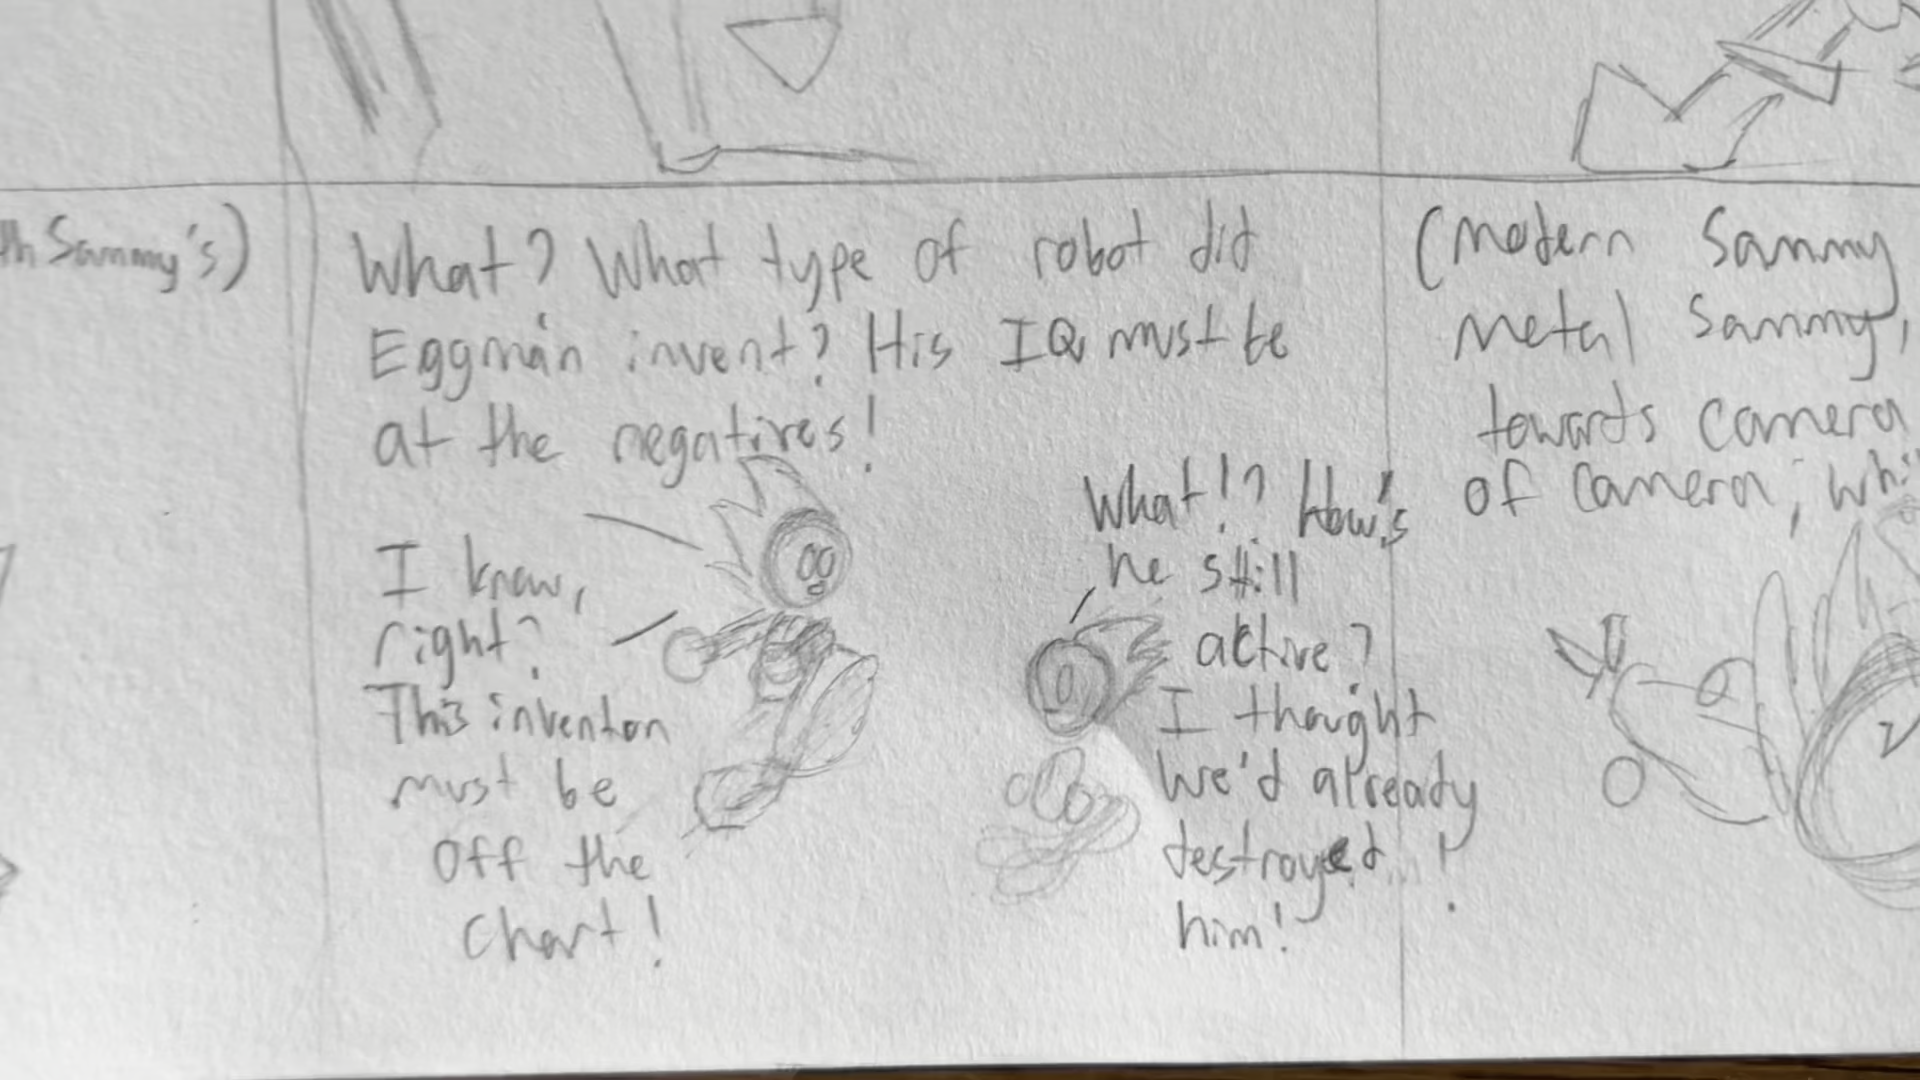 Sammy's)
What? What type of robot did
Eggman invent? His IQ must be
at the negatives!
I know,
right?
This invention
must be
off the
chart!
What!? How's
he still
active?
I thought
we'd already
destroyed
him!
!
(Modern Sammy
metal Sammy,
towards camera
of camera,